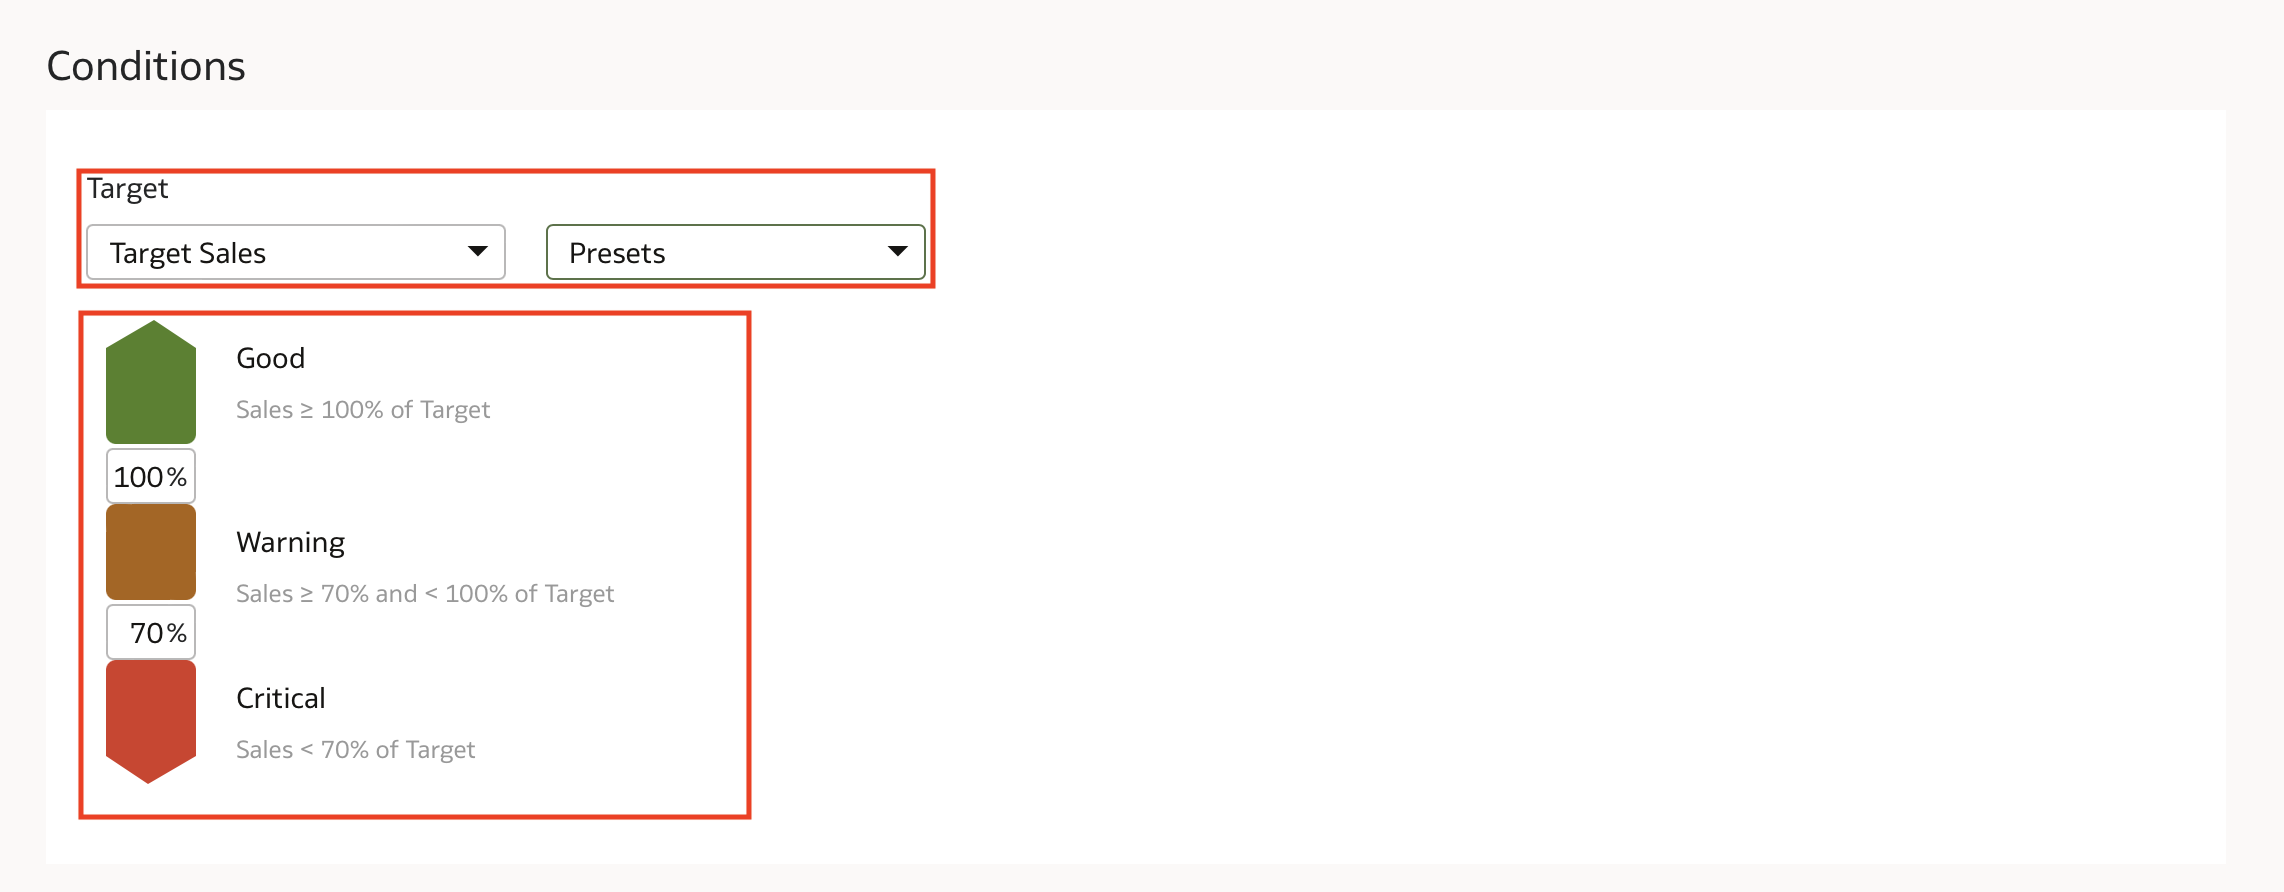 Conditions
Target
Target Sales
Presets
Good
Sales ≥ 100% of Target
100%
Warning
Sales ≥ 70% and < 100% of Target
70%
Critical
Sales < 70% of Target